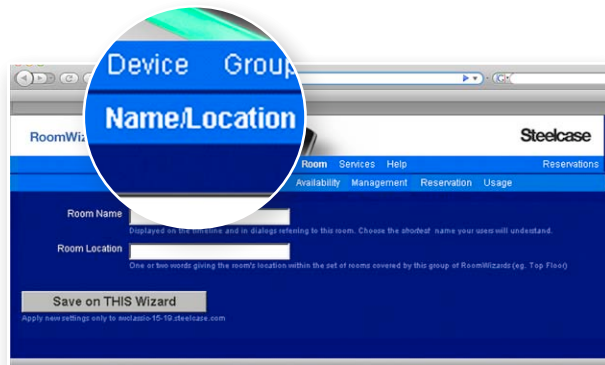 Device Group
Name/Location
RoomWiz
Steelcase
Room Services Help Reservations
Availability Management Reservation Usage
Room Name
Displayed on the timeline and in dialogs referring to this room. Choose the shortest name your users will understand.
Room Location
One or two words giving the room's location within the set of rooms covered by this group of RoomWizards (eg. Top Floor)
Save on THIS Wizard
Apply new settings only to rwclassic-15-19.steelcase.com